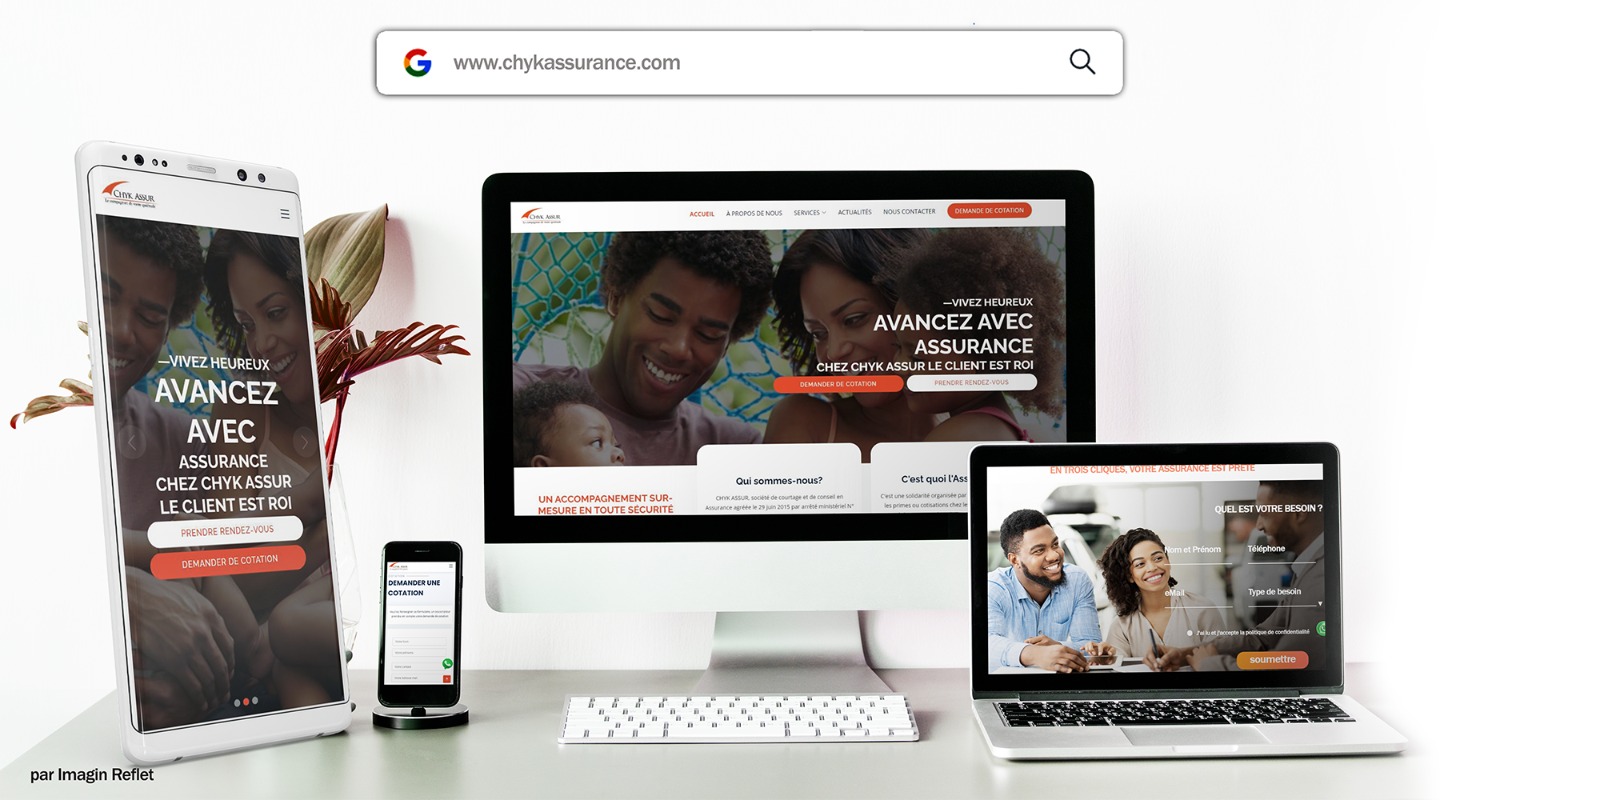 www.chykassurance.com
CHYK ASSUR
—VIVEZ HEUREUX
AVANCEZ
AVEC
ASSURANCE
CHEZ CHYK ASSUR
LE CLIENT EST ROI
PRENDRE RENDEZ-VOUS
DEMANDER DE COTATION
DEMANDER UNE
COTATION
CHYK ASSUR
ACCUEIL À PROPOS DE NOUS SERVICES ACTUALITÉS NOUS CONTACTER DEMANDE DE COTATION
—VIVEZ HEUREUX
AVANCEZ AVEC
ASSURANCE
CHEZ CHYK ASSUR LE CLIENT EST ROI
DEMANDER DE COTATION PRENDRE RENDEZ-VOUS
UN ACCOMPAGNEMENT SUR-
MESURE EN TOUTE SÉCURITÉ
Qui sommes-nous?
CHYK ASSUR, société de courtage et de conseil en
Assurance agréée le 29 juin 2015 par arrêté ministériel N°
C'est quoi l'Ass
C'est une solidarité organisée par
les primes ou cotisations chez le
EN TROIS CLIQUES, VOTRE ASSURANCE EST PRÊTE
QUEL EST VOTRE BESOIN ?
Nom et Prénom Téléphone
eMail Type de besoin
J'ai lu et j'accepte la politique de confidentialité
soumettre
par Imagin Reflet